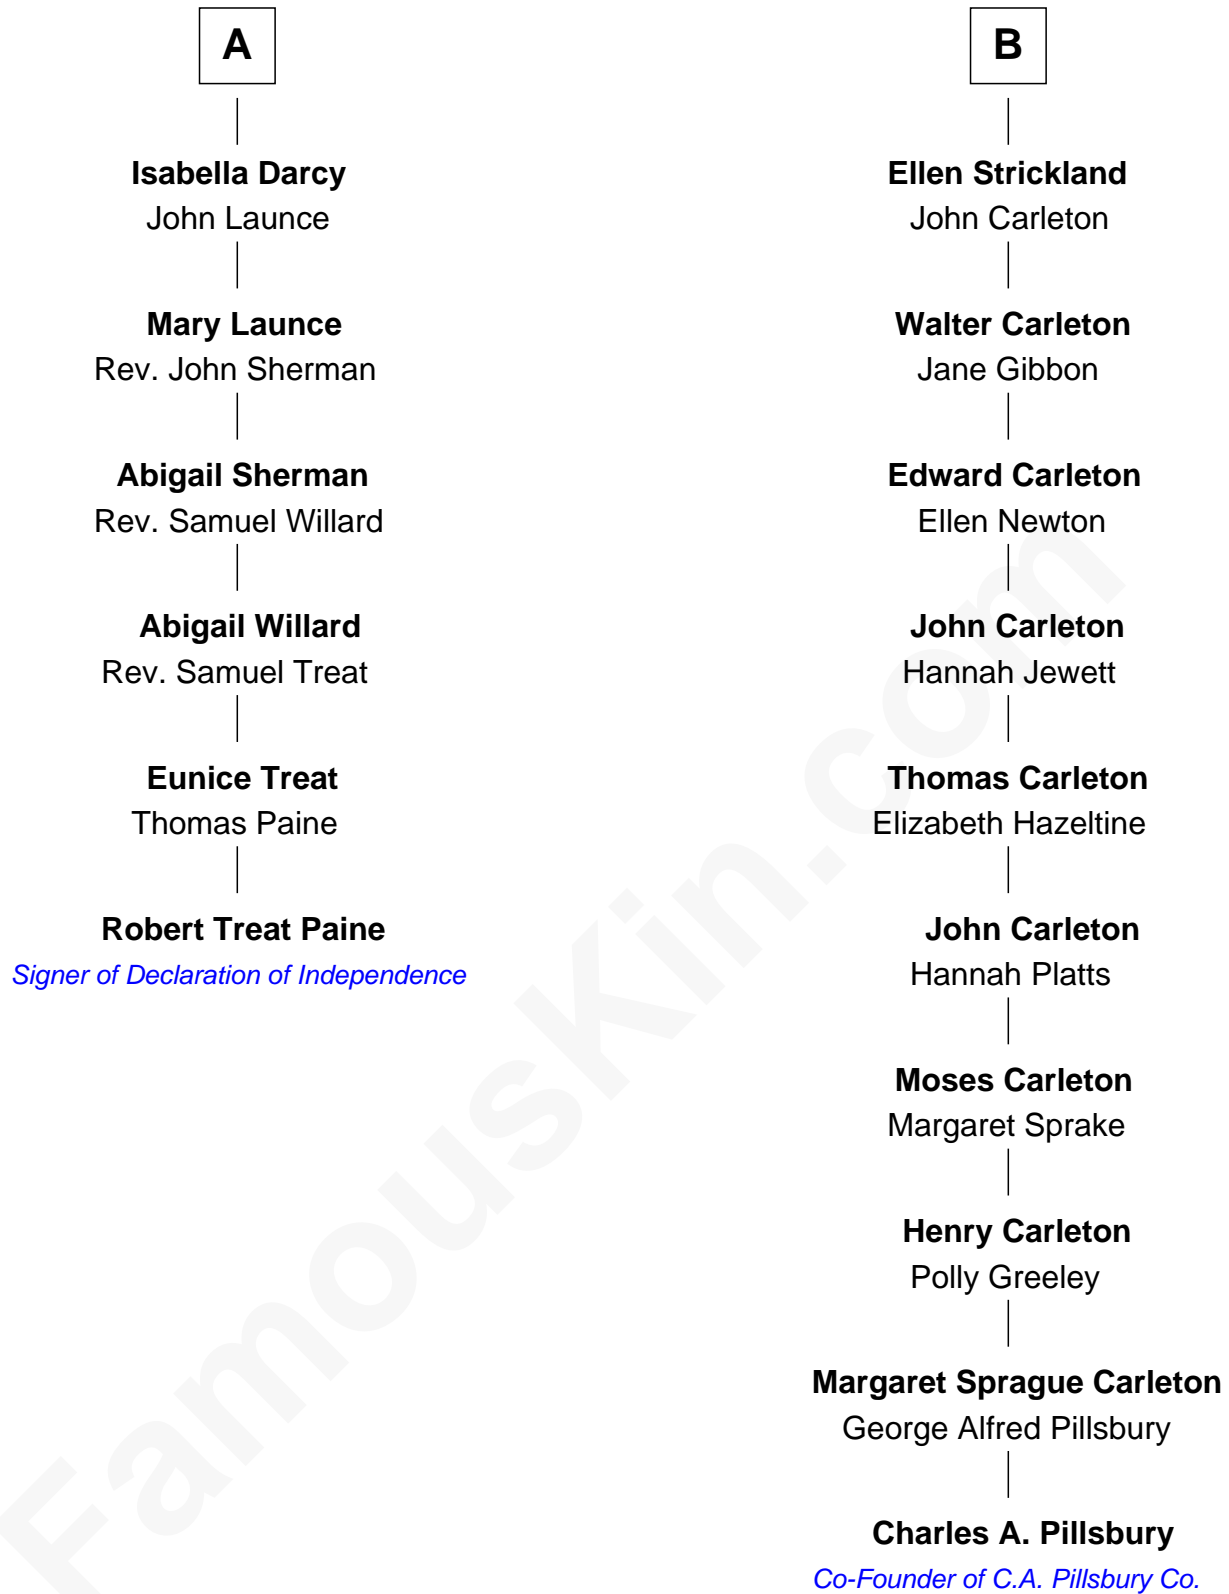 A
Isabella Darcy
John Launce
Mary Launce
Rev. John Sherman
Abigail Sherman
Rev. Samuel Willard
Abigail Willard
Rev. Samuel Treat
Eunice Treat
Thomas Paine
Robert Treat Paine
Signer of Declaration of Independence
B
Ellen Strickland
John Carleton
Walter Carleton
Jane Gibbon
Edward Carleton
Ellen Newton
John Carleton
Hannah Jewett
Thomas Carleton
Elizabeth Hazeltine
John Carleton
Hannah Platts
Moses Carleton
Margaret Sprake
Henry Carleton
Polly Greeley
Margaret Sprague Carleton
George Alfred Pillsbury
Charles A. Pillsbury
Co-Founder of C.A. Pillsbury Co.
FamousKin.com